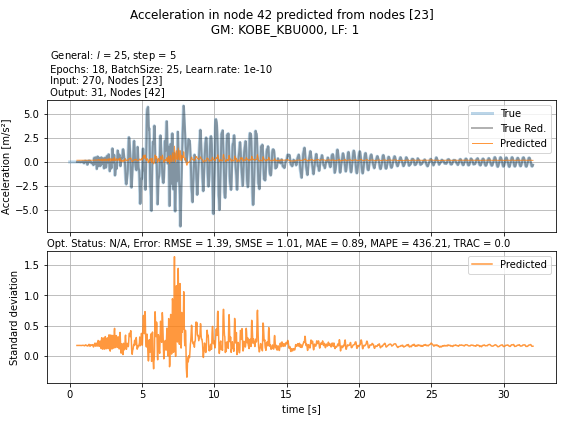 Acceleration in node 42 predicted from nodes [23]
GM: KOBE_KBU000, LF: 1
General: l = 25, step = 5
Epochs: 18, BatchSize: 25, Learn.rate: 1e-10
Input: 270, Nodes [23]
Output: 31, Nodes [42]
Acceleration [m/s²]
5.0
2.5
0.0
−2.5
−5.0
True
True Red.
Predicted
Opt. Status: N/A, Error: RMSE = 1.39, SMSE = 1.01, MAE = 0.89, MAPE = 436.21, TRAC = 0.0
Standard deviation
1.5
1.0
0.5
0.0
Predicted
0 5 10 15 20 25 30
time [s]